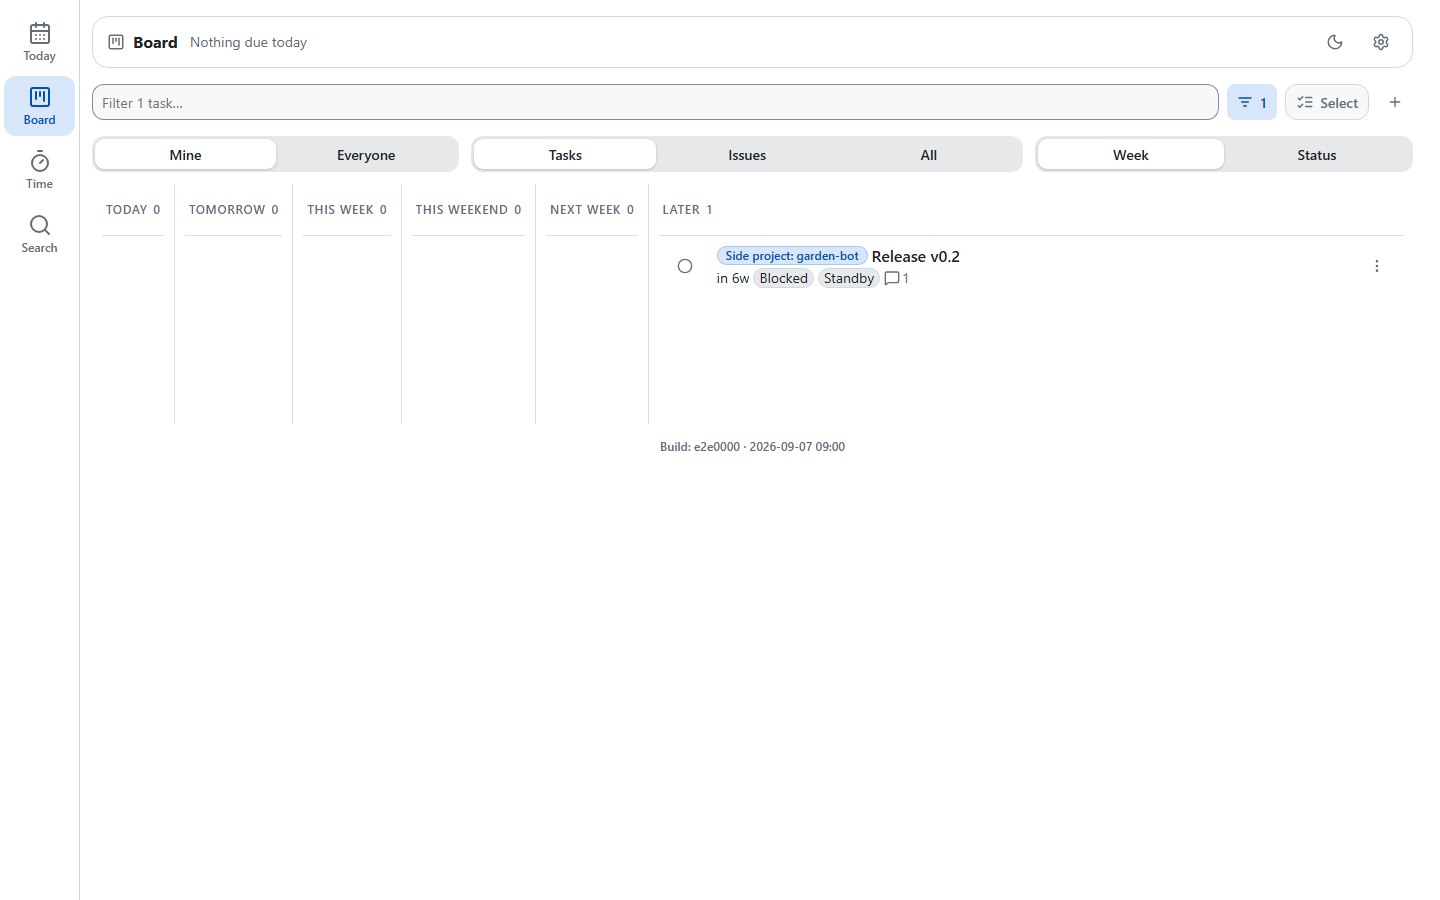 Today
Board
Time
Search
Board Nothing due today
Filter 1 task...
1
Select
Mine Everyone
Tasks Issues All
Week Status
TODAY 0
TOMORROW 0
THIS WEEK 0
THIS WEEKEND 0
NEXT WEEK 0
LATER 1
Side project: garden-bot Release v0.2
in 6w Blocked Standby 1
Build: e2e0000 · 2026-09-07 09:00